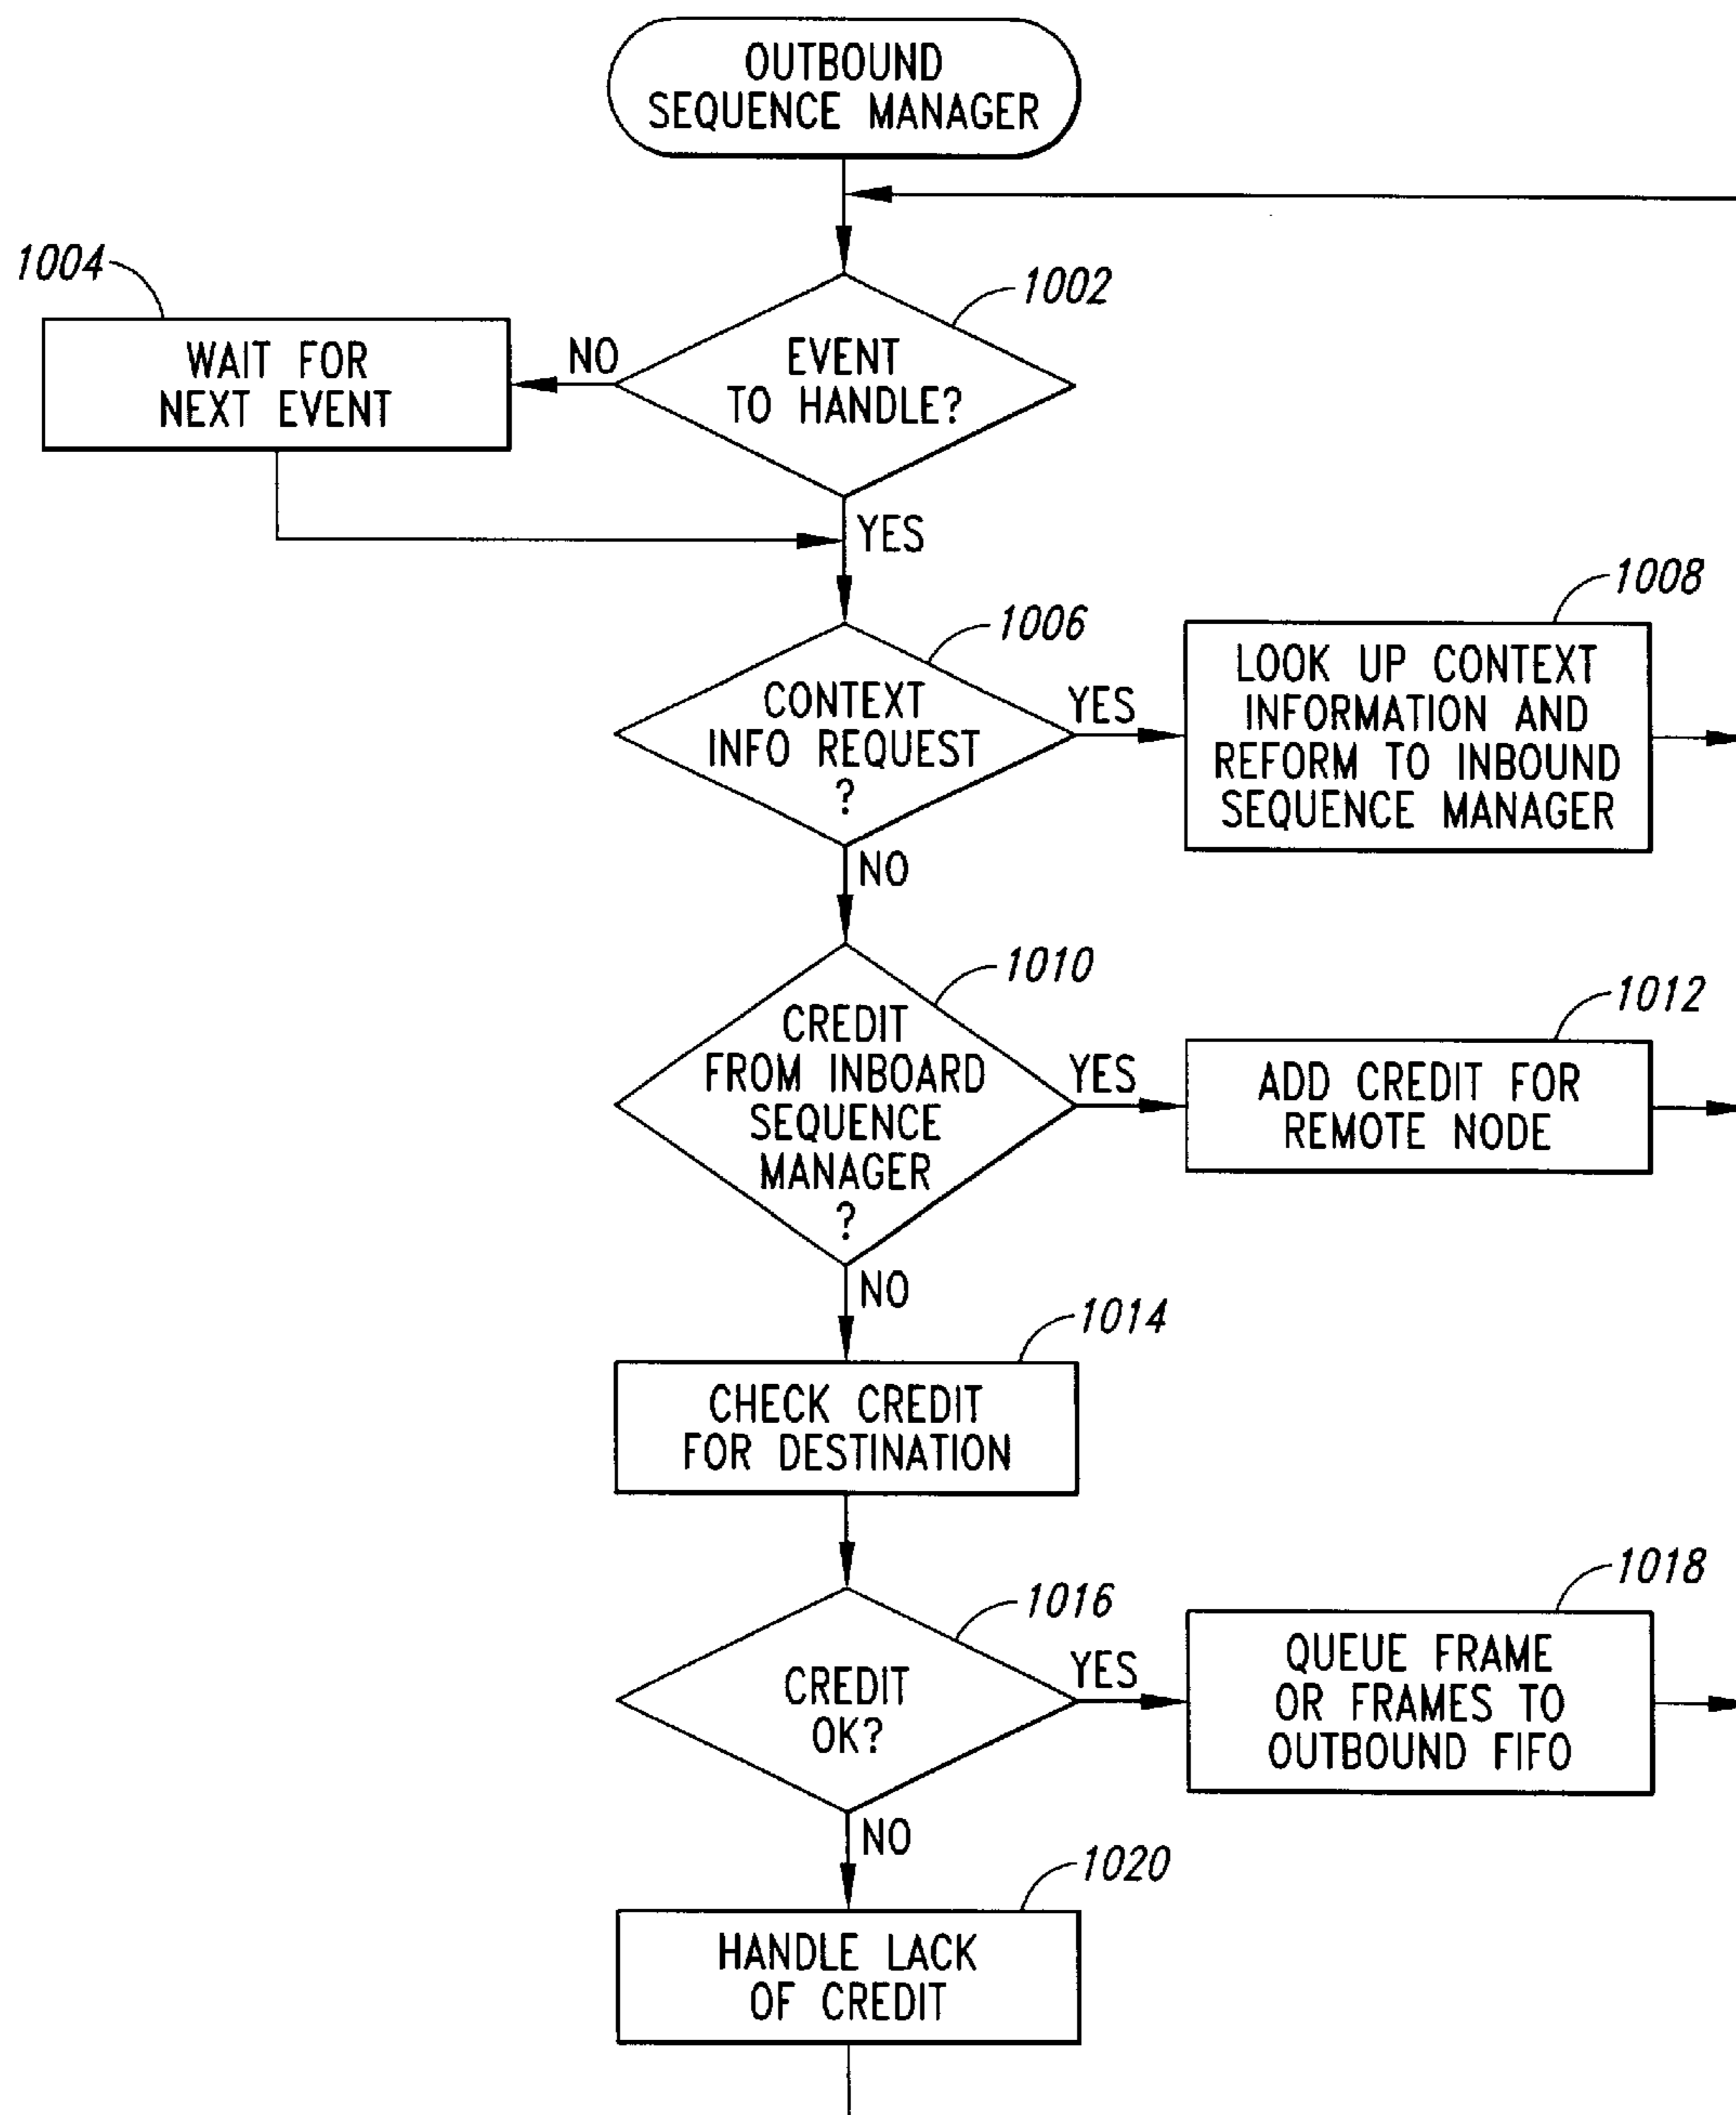 OUTBOUND
SEQUENCE MANAGER
1004
1002
WAIT FOR
NEXT EVENT
NO
EVENT
TO HANDLE?
YES
1008
1006
CONTEXT
INFO REQUEST
?
YES
LOOK UP CONTEXT
INFORMATION AND
REFORM TO INBOUND
SEQUENCE MANAGER
NO
1010
1012
CREDIT
FROM INBOARD
SEQUENCE
MANAGER
?
YES
ADD CREDIT FOR
REMOTE NODE
NO
1014
CHECK CREDIT
FOR DESTINATION
1016
1018
CREDIT
OK?
YES
QUEUE FRAME
OR FRAMES TO
OUTBOUND FIFO
NO
1020
HANDLE LACK
OF CREDIT